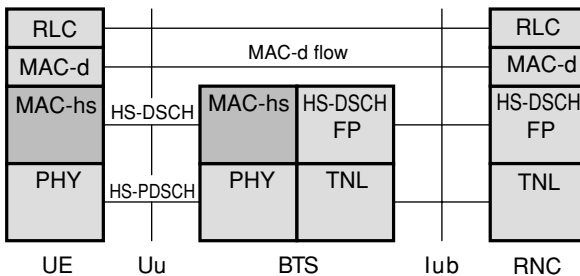 RLC
RLC
MAC-d flow
MAC-d
MAC-d
MAC-hs
HS-DSCH
MAC-hs
HS-DSCH
FP
HS-DSCH
FP
PHY
HS-PDSCH
PHY
TNL
TNL
UE
Uu
BTS
Iub
RNC